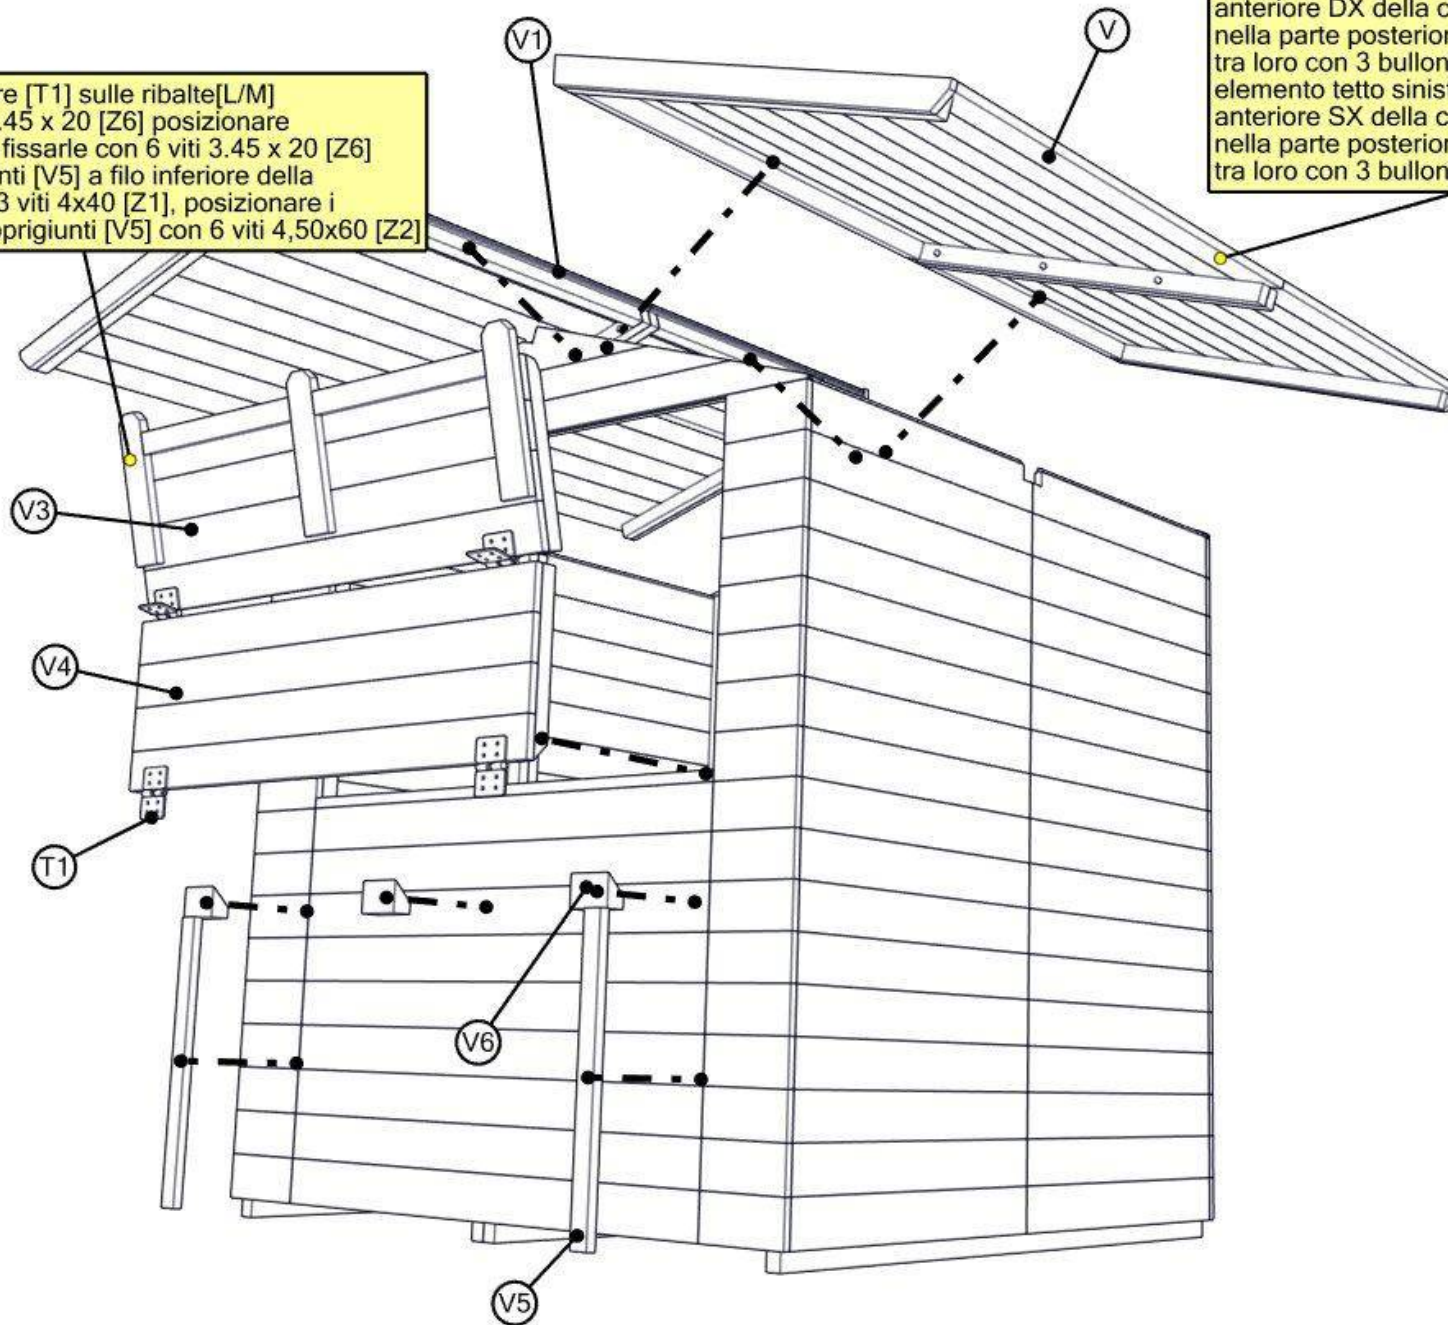 re [T1] sulle ribalte[L/M]
.45 x 20 [Z6] posizionare
fissarle con 6 viti 3.45 x 20 [Z6]
nti [V5] a filo inferiore della
3 viti 4x40 [Z1], posizionare i
oprigiunti [V5] con 6 viti 4,50x60 [Z2]
V1
V
anteriore DX della c
nella parte posterior
tra loro con 3 bullon
elemento tetto sinist
anteriore SX della c
nella parte posterior
tra loro con 3 bullon
V3
V4
T1
V6
V5